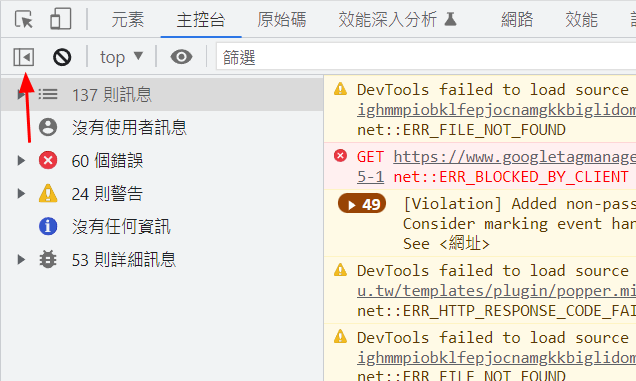 元素 主控台 原始碼 效能深入分析 網路 效能
top 篩選
137 則訊息
沒有使用者訊息
60 個錯誤
24 則警告
沒有任何資訊
53 則詳細訊息
DevTools failed to load source
ighmmpiobklfepjocnamgkkbiglidom
net::ERR_FILE_NOT_FOUND
GET https://www.googletagmanage
5-1 net::ERR_BLOCKED_BY_CLIENT
49 [Violation] Added non-pas
Consider marking event han
See <網址>
DevTools failed to load source
u.tw/templates/plugin/popper.mi
net::ERR_HTTP_RESPONSE_CODE_FAI
DevTools failed to load source
ighmmpiobklfepjocnamgkkbiglidom
net::ERR_FILE_NOT_FOUND